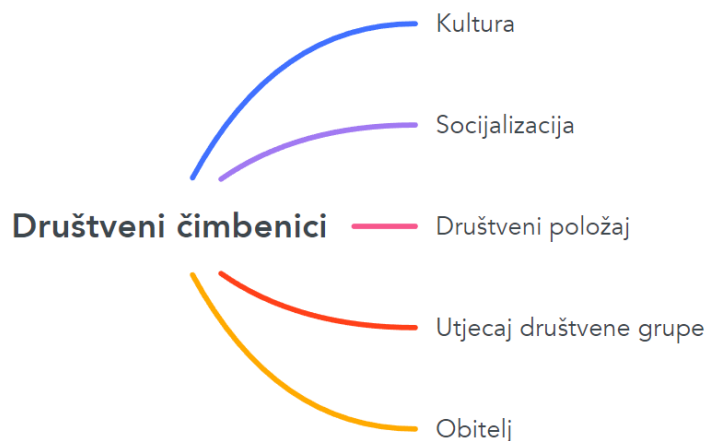 Kultura
Socijalizacija
Društveni čimbenici
Društveni položaj
Utjecaj društvene grupe
Obitelj